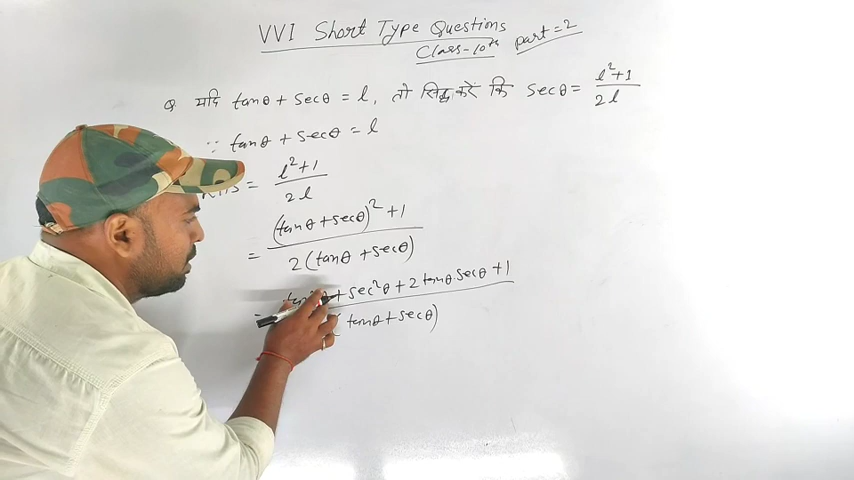 VVI Short Type Questions
Class-10th part=2
Q यदि tanθ + secθ = l, तो सिद्ध करें कि secθ = (l²+1)/2l
∵ tanθ + secθ = l
= (l²+1)/2l
= ((tanθ + secθ)² + 1)/2(tanθ + secθ)
= + sec²θ + 2 tanθ secθ + 1
tanθ + secθ)